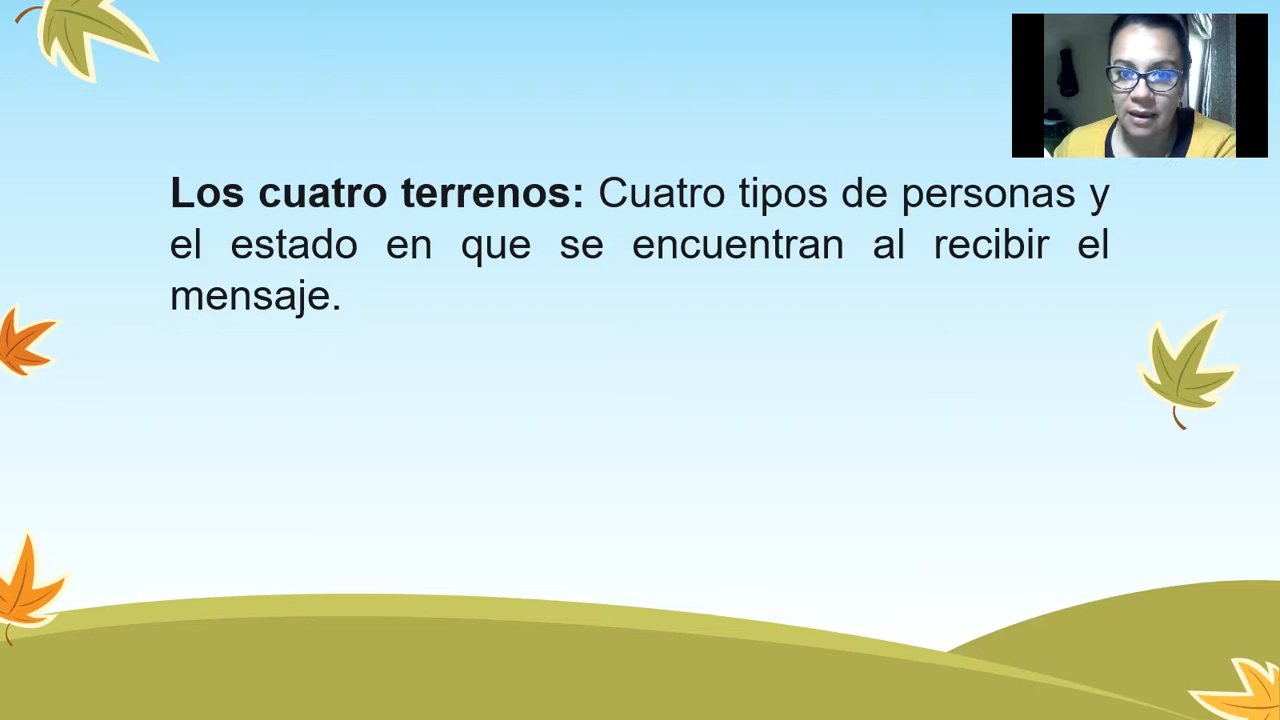 Los cuatro terrenos: Cuatro tipos de personas y
el estado en que se encuentran al recibir el
mensaje.